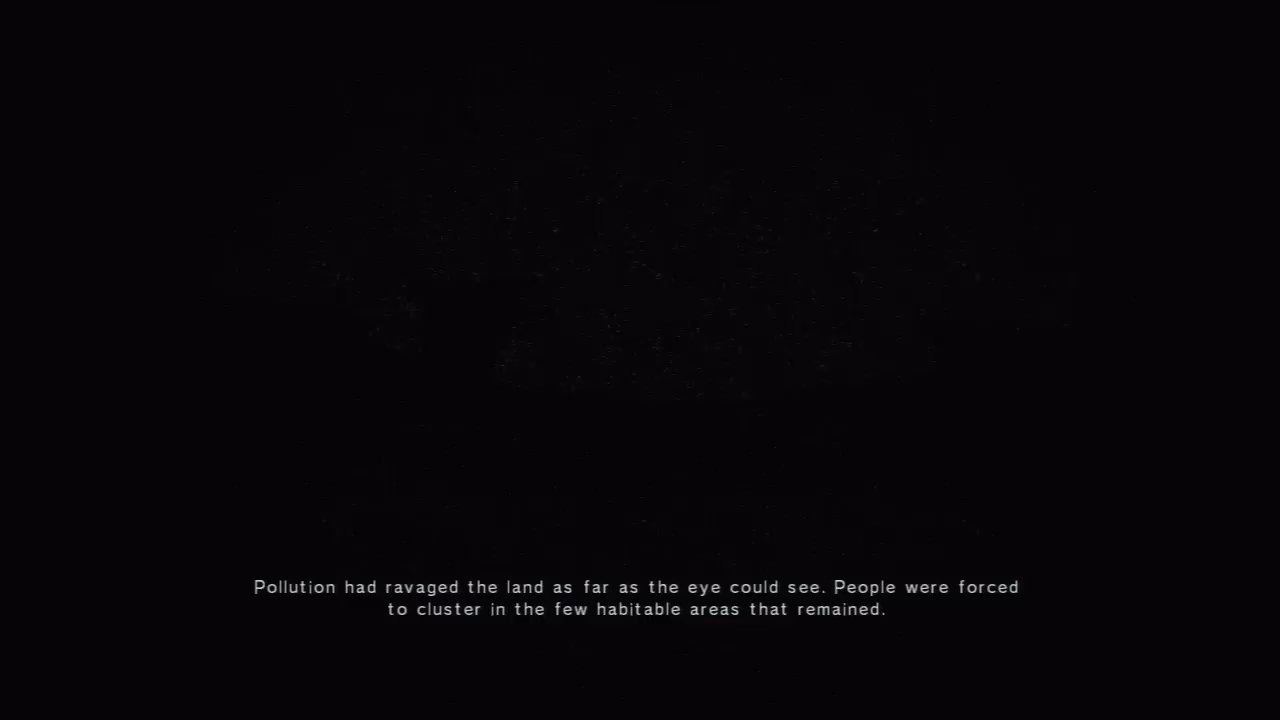 Pollution had ravaged the land as far as the eye could see. People were forced
to cluster in the few habitable areas that remained.